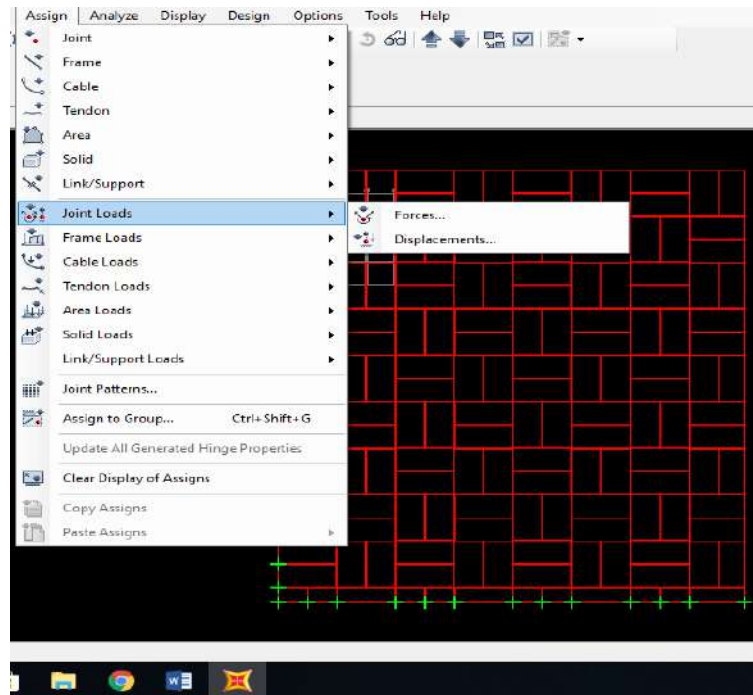 Assign Analyze Display Design Options Tools Help
Joint
Frame
Cable
Tendon
Area
Solid
Link/Support
Joint Loads
Forces...
Frame Loads
Displacements...
Cable Loads
Tendon Loads
Area Loads
Solid Loads
Link/Support Loads
Joint Patterns...
Assign to Group... Ctrl+Shift+G
Update All Generated Hinge Properties
Clear Display of Assigns
Copy Assigns
Paste Assigns